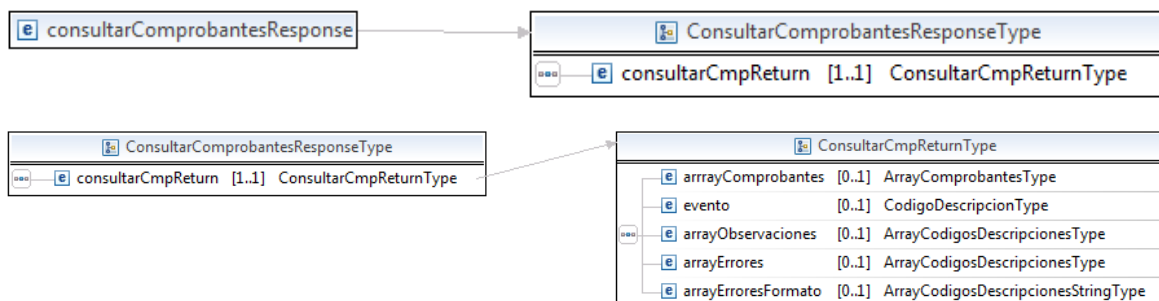 consultarComprobantesResponse
ConsultarComprobantesResponseType
consultarCmpReturn [1..1] ConsultarCmpReturnType
ConsultarComprobantesResponseType
consultarCmpReturn [1..1] ConsultarCmpReturnType
ConsultarCmpReturnType
arrrayComprobantes [0..1] ArrayComprobantesType
evento [0..1] CodigoDescripcionType
arrayObservaciones [0..1] ArrayCodigosDescripcionesType
arrayErrores [0..1] ArrayCodigosDescripcionesType
arrayErroresFormato [0..1] ArrayCodigosDescripcionesStringType